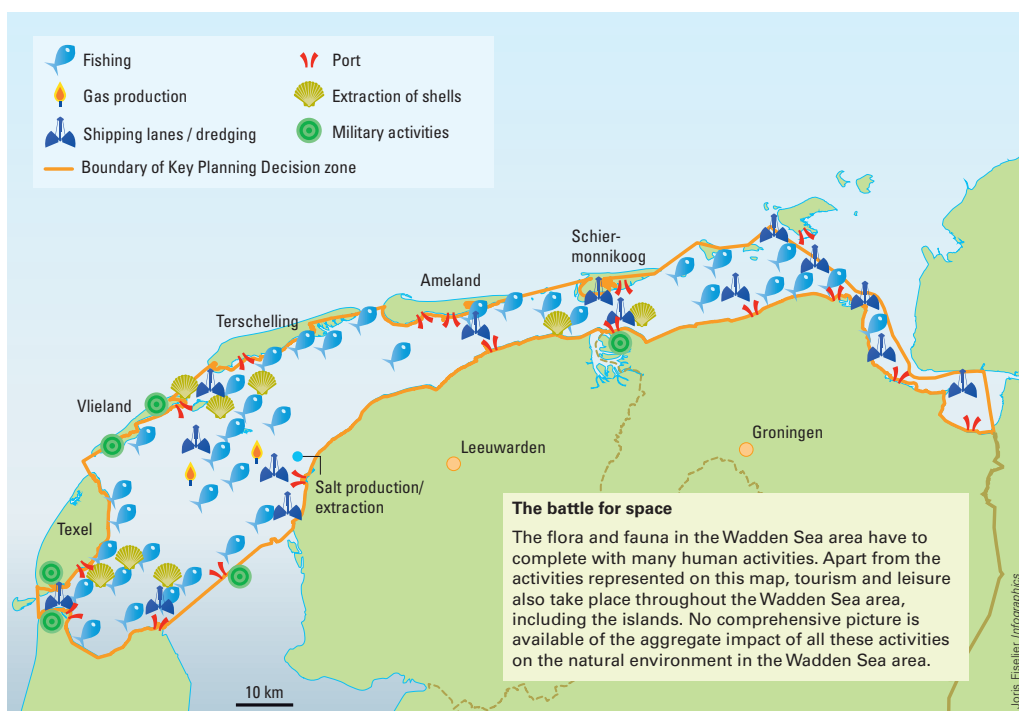 Fishing
Gas production
Shipping lanes / dredging
Boundary of Key Planning Decision zone
Port
Extraction of shells
Military activities
Schier-
monnikoog
Ameland
Terschelling
Vlieland
Texel
Leeuwarden
Groningen
Salt production/
extraction
The battle for space
The flora and fauna in the Wadden Sea area have to
complete with many human activities. Apart from the
activities represented on this map, tourism and leisure
also take place throughout the Wadden Sea area,
including the islands. No comprehensive picture is
available of the aggregate impact of all these activities
on the natural environment in the Wadden Sea area.
10 km
Joris Fiselier Infographics